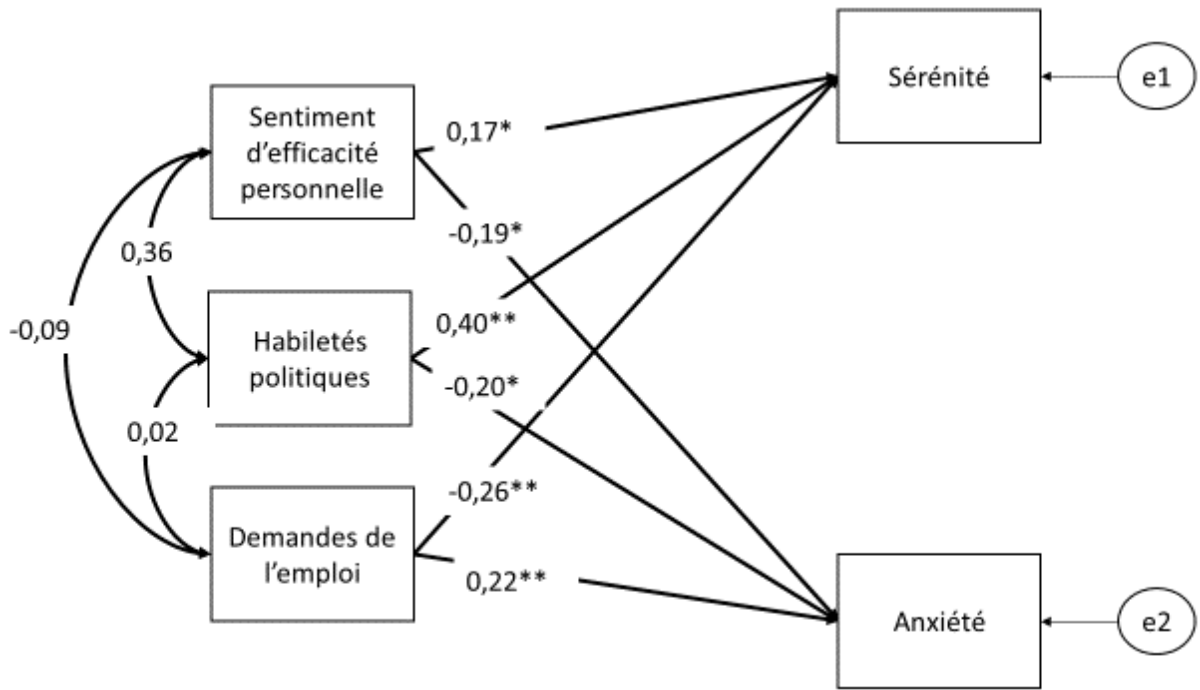 Sérénité
e1
Sentiment
d'efficacité
personnelle
0,17*
-0,19*
0,36
-0,09
Habiletés
politiques
0,40**
-0,20*
0,02
Demandes de
l'emploi
-0,26**
0,22**
Anxiété
e2